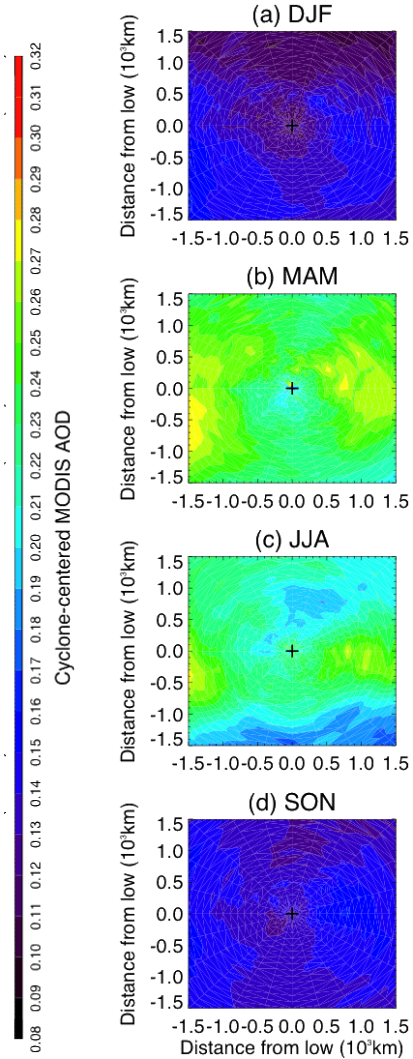 (a) DJF
Distance from low (10³km)
1.5
1.0
0.5
0.0
-0.5
-1.0
-1.5
-1.5 -1.0 -0.5 0.0 0.5 1.0 1.5
(b) MAM
Distance from low (10³km)
1.5
1.0
0.5
0.0
-0.5
-1.0
-1.5
-1.5 -1.0 -0.5 0.0 0.5 1.0 1.5
(c) JJA
Distance from low (10³km)
1.5
1.0
0.5
0.0
-0.5
-1.0
-1.5
-1.5 -1.0 -0.5 0.0 0.5 1.0 1.5
(d) SON
Distance from low (10³km)
1.5
1.0
0.5
0.0
-0.5
-1.0
-1.5
-1.5 -1.0 -0.5 0.0 0.5 1.0 1.5
Distance from low (10³km)
0.08 0.09 0.10 0.11 0.12 0.13 0.14 0.15 0.16 0.17 0.18 0.19 0.20 0.21 0.22 0.23 0.24 0.25 0.26 0.27 0.28 0.29 0.30 0.31 0.32
Cyclone-centered MODIS AOD